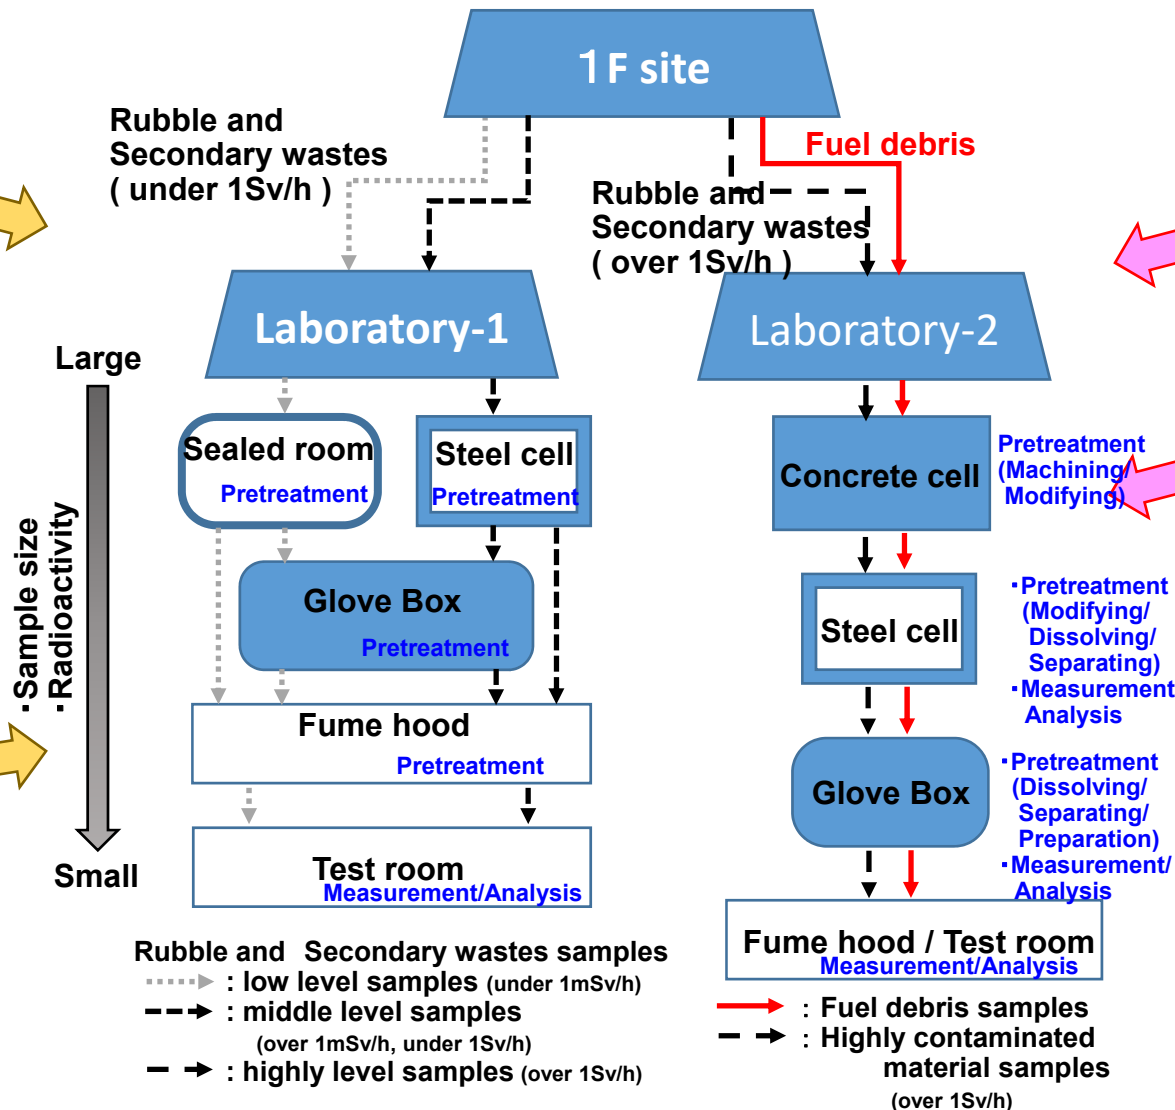 1F site
Rubble and
Secondary wastes
( under 1Sv/h )
Fuel debris
Rubble and
Secondary wastes
( over 1Sv/h )
Laboratory-1
Laboratory-2
Large
・Sample size
・Radioactivity
Small
Sealed room
Pretreatment
Steel cell
Pretreatment
Glove Box
Pretreatment
Fume hood
Pretreatment
Test room
Measurement/Analysis
Concrete cell
Pretreatment
(Machining/
Modifying)
Steel cell
・Pretreatment
(Modifying/
Dissolving/
Separating)
・Measurement
Analysis
Glove Box
・Pretreatment
(Dissolving/
Separating/
Preparation)
・Measurement/
Analysis
Fume hood / Test room
Measurement/Analysis
Rubble and Secondary wastes samples
: low level samples (under 1mSv/h)
: middle level samples
(over 1mSv/h, under 1Sv/h)
: highly level samples (over 1Sv/h)
: Fuel debris samples
: Highly contaminated
material samples
(over 1Sv/h)